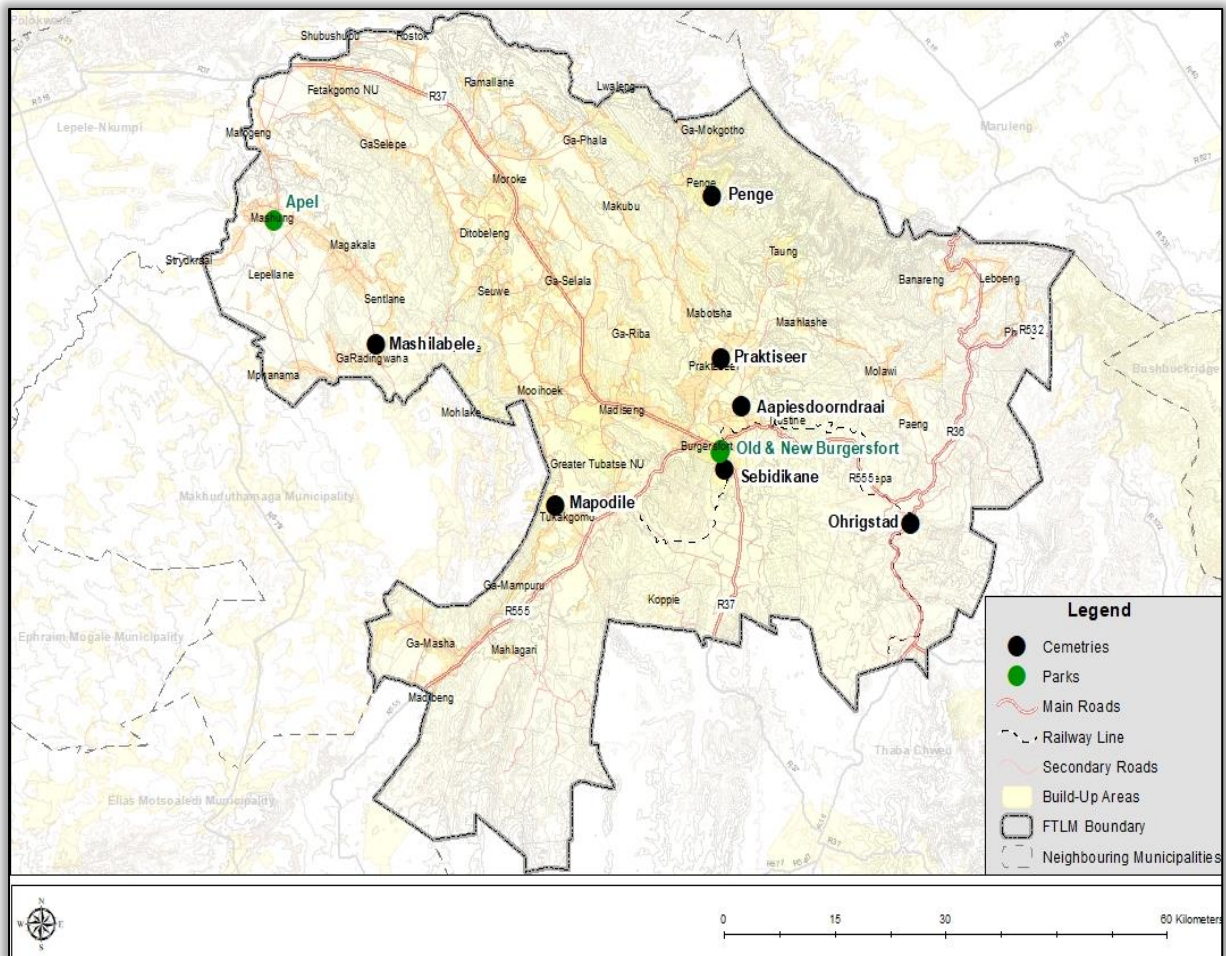 Polokwane
Shubushubu
Rostok
R37
Fetakgomo NU
R37
Ramallane
Lwaleng
Lepele-Nkumpi
Ga-Mokgotho
Maruleng
GaSelepe
Ga-Phala
Moroke
Penge
Penge
Apel
Mashung
Makubu
Strydkraal
Magakala
Ditobeleng
Taung
Lepellane
Ga-Selala
Banareng
Leboeng
Sentlane
Seuwe
Mabotsha
Maahlashe
R532
Mashilabele
GaRadingwana
Ga-Riba
Praktiseer
Molawi
Bushbuckridge
Mphanama
Mooihoek
Madiseng
Aapiesdoorndraai
Mohlake
Paeng
R36
Burgersfort
Old & New Burgersfort
Greater Tubatse NU
Sebidikane
R555
Makhuduthamaga Municipality
Mapodile
Tukakgomo
Ohrigstad
Ga-Mampuru
R555
Koppie
R37
Ephraim Mogale Municipality
Ga-Masha
Mahlagari
Thaba Chweu
Elias Motsoaledi Municipality
Legend
Cemetries
Parks
Main Roads
Railway Line
Secondary Roads
Build-Up Areas
FTLM Boundary
Neighbouring Municipalities
N
W E
S
0 15 30 60 Kilometers